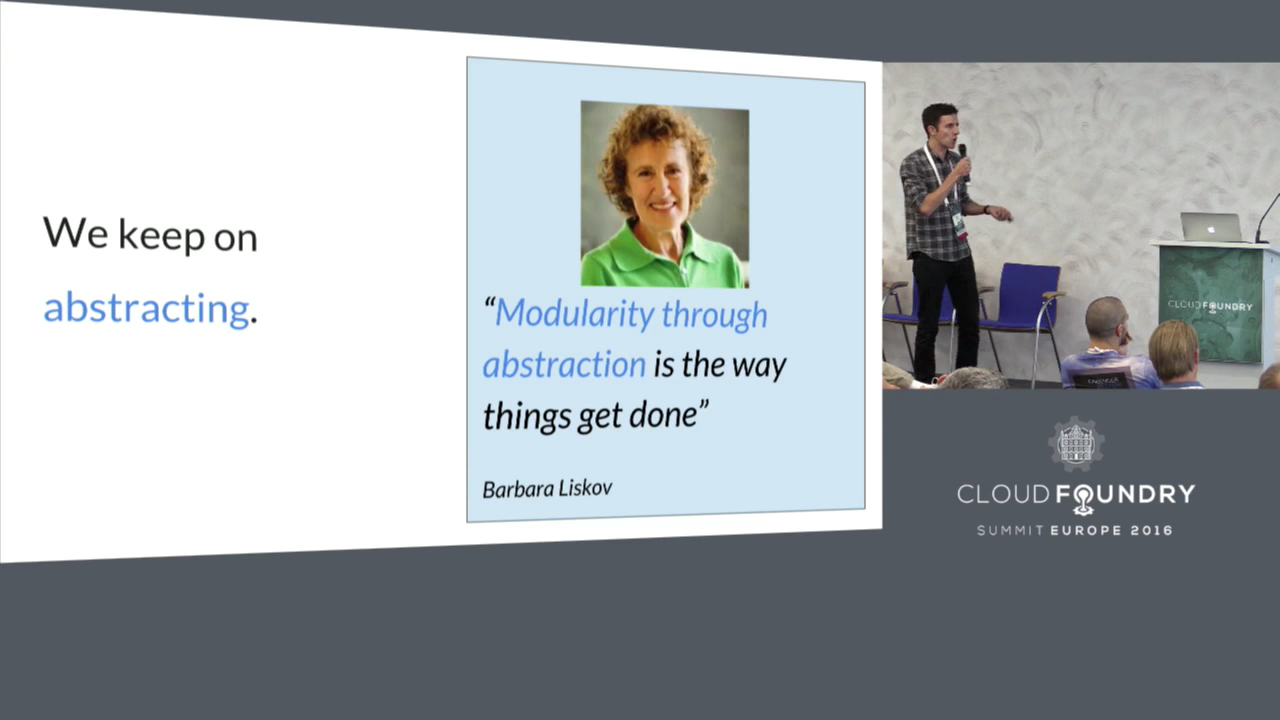 We keep on
abstracting.
“Modularity through
abstraction is the way
things get done”
Barbara Liskov
CLOUD FOUNDRY
CLOUD FOUNDRY
SUMMIT EUROPE 2016